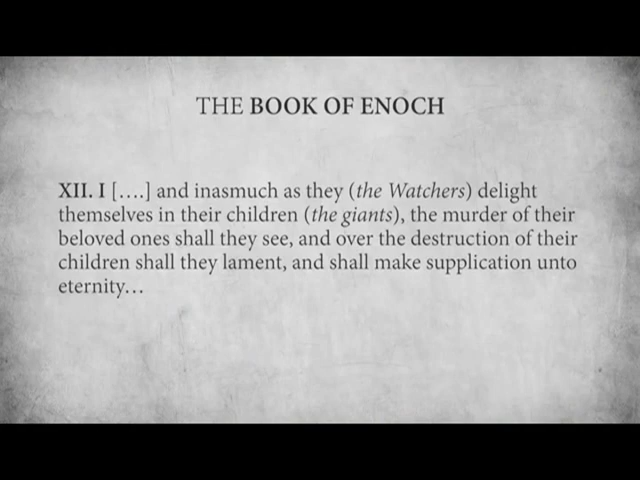 THE BOOK OF ENOCH
XII. I [....] and inasmuch as they (the Watchers) delight
themselves in their children (the giants), the murder of their
beloved ones shall they see, and over the destruction of their
children shall they lament, and shall make supplication unto
eternity...